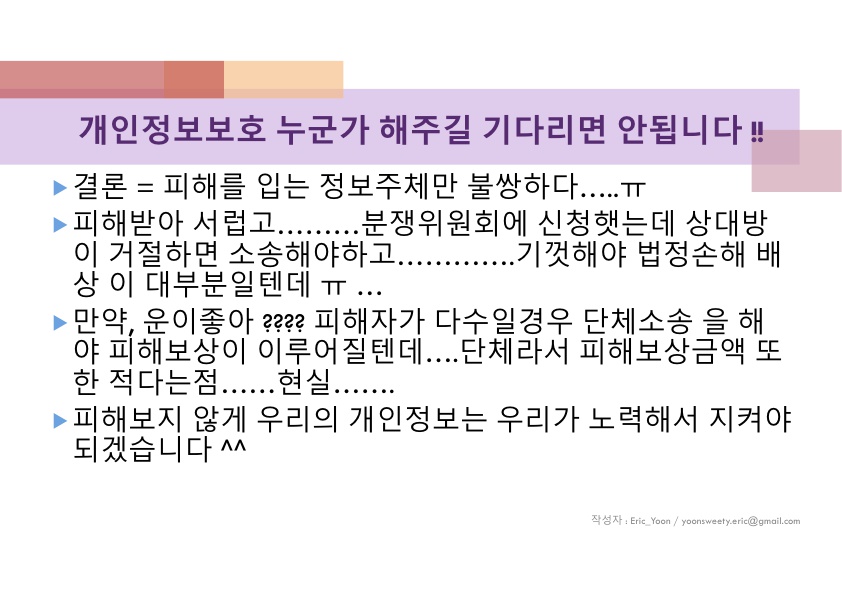 개인정보보호 누군가 해주길 기다리면 안됩니다 !!
결론 = 피해를 입는 정보주체만 불쌍하다…..ㅠ
피해받아 서럽고………분쟁위원회에 신청햇는데 상대방
이 거절하면 소송해야하고………….기껏해야 법정손해 배
상 이 대부분일텐데 ㅠ …
만약, 운이좋아 ???? 피해자가 다수일경우 단체소송 을 해
야 피해보상이 이루어질텐데….단체라서 피해보상금액 또
한 적다는점……현실…….
피해보지 않게 우리의 개인정보는 우리가 노력해서 지켜야
되겠습니다 ^^
작성자 : Eric_Yoon / yoonsweety.eric@gmail.com